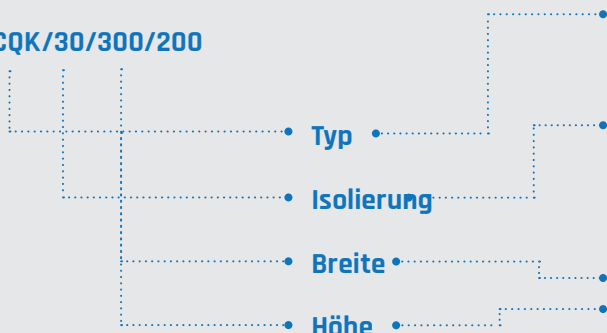 CQK/30/300/200
Typ
Isolierung
Breite
Höhe